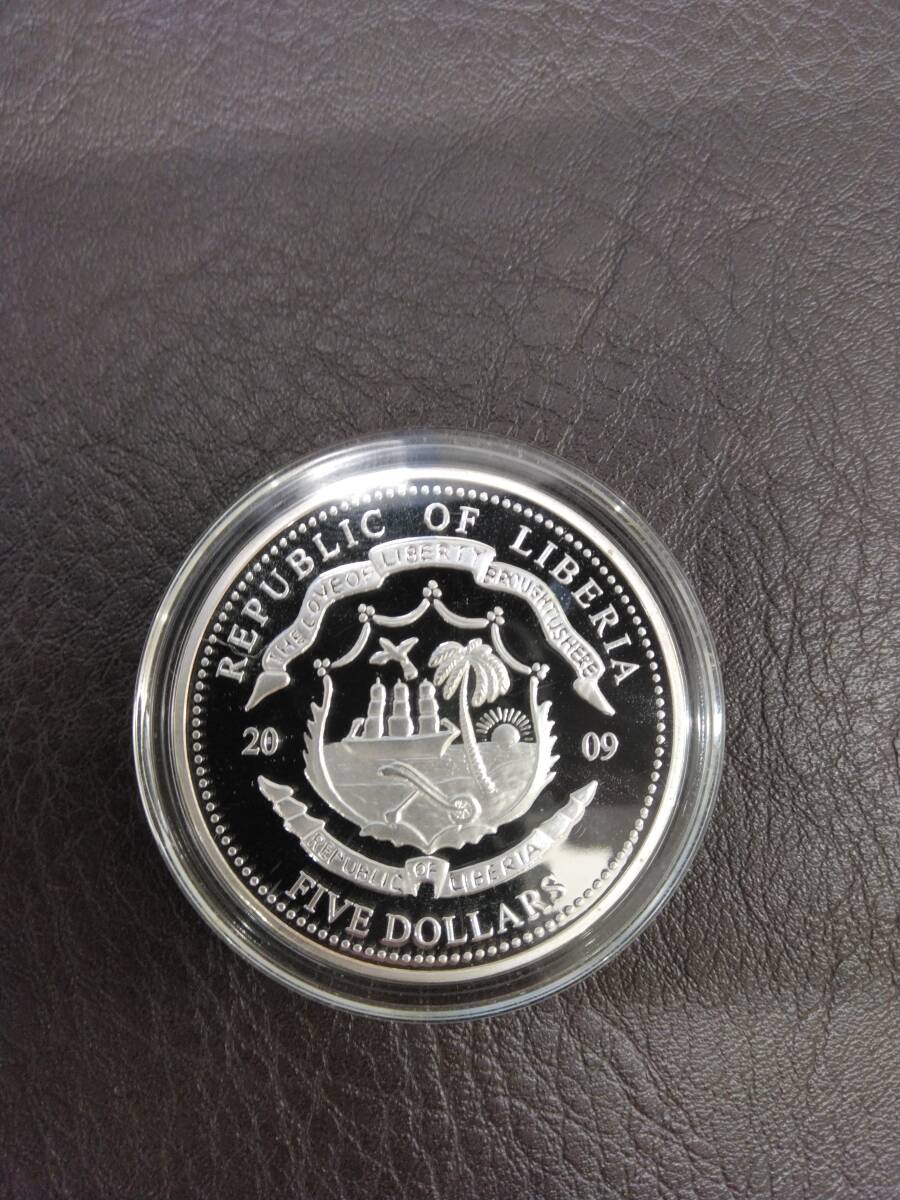 REPUBLIC OF LIBERIA
THE LOVE OF LIBERTY BROUGHT US HERE
20 09
REPUBLIC OF LIBERIA
FIVE DOLLARS